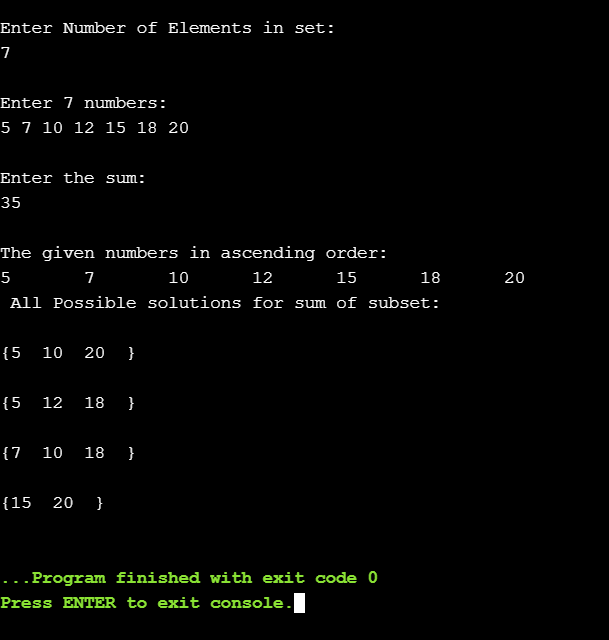 Enter Number of Elements in set:
7
Enter 7 numbers:
5 7 10 12 15 18 20
Enter the sum:
35
The given numbers in ascending order:
5 7 10 12 15 18 20
All Possible solutions for sum of subset:
{5 10 20 }
{5 12 18 }
{7 10 18 }
{15 20 }
...Program finished with exit code 0
Press ENTER to exit console.